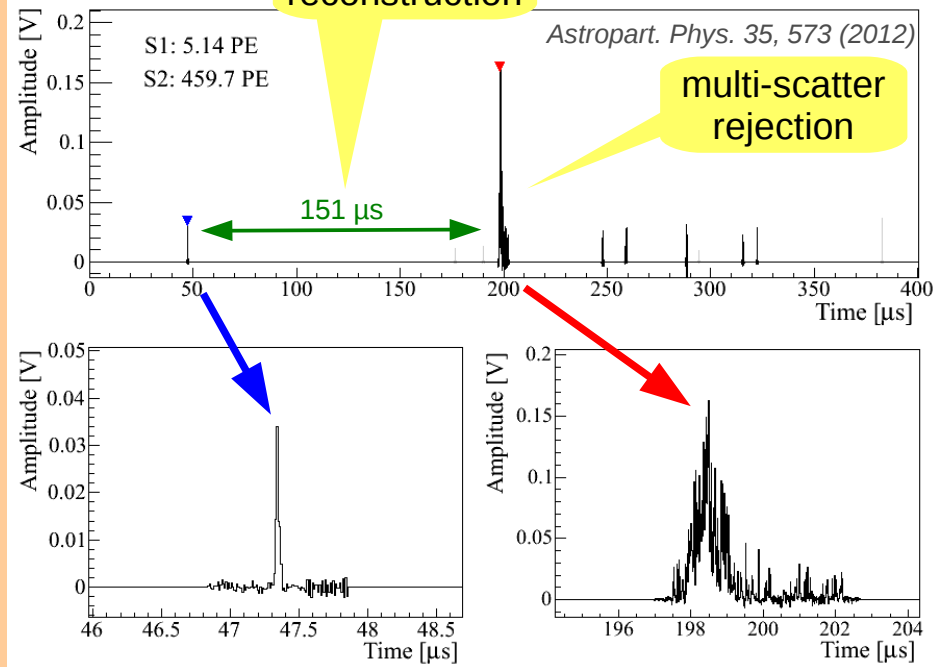 reconstruction
Astropart. Phys. 35, 573 (2012)
S1: 5.14 PE
S2: 459.7 PE
multi-scatter
rejection
151 µs
Amplitude [V]
0.2
0.15
0.1
0.05
0
0 50 100 150 200 250 300 350 400
Time [µs]
Amplitude [V]
0.05
0.04
0.03
0.02
0.01
0
46 46.5 47 47.5 48 48.5
Time [µs]
Amplitude [V]
0.2
0.15
0.1
0.05
0
196 198 200 202 204
Time [µs]